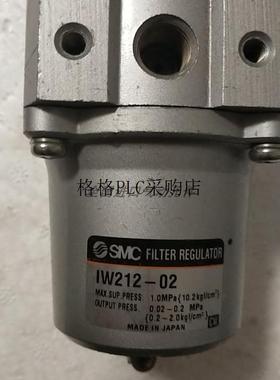 格格PLC采购店
SMC FILTER REGULATOR
IW212-02
MAX.SUP.PRESS. 1.0MPa{10.2kgf/cm²}
OUTPUT PRESS. 0.02-0.2 MPa
{0.2-2.0kgf/cm²}
MADE IN JAPAN